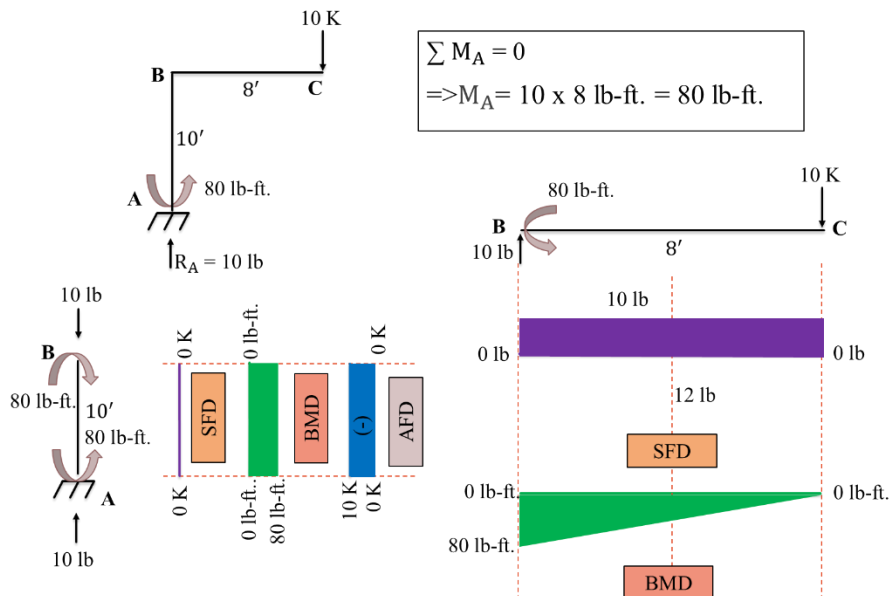 10 K
B
8′
C
10′
A
80 lb-ft.
R_A = 10 lb
∑ M_A = 0
=>M_A= 10 x 8 lb-ft. = 80 lb-ft.
10 K
80 lb-ft.
B
C
10 lb
8′
10 lb
0 lb
0 lb
12 lb
SFD
0 lb-ft.
0 lb-ft.
80 lb-ft.
BMD
10 lb
B
80 lb-ft.
10′
80 lb-ft.
A
10 lb
0 K
0 lb-ft.
0 K
SFD
BMD
(-)
AFD
0 K
0 lb-ft..
80 lb-ft.
10 K
0 K